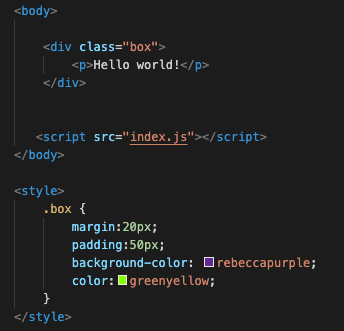 <body>
<div class="box">
<p>Hello world!</p>
</div>
<script src="index.js"></script>
</body>
<style>
.box {
margin:20px;
padding:50px;
background-color: rebeccapurple;
color:greenyellow;
}
</style>